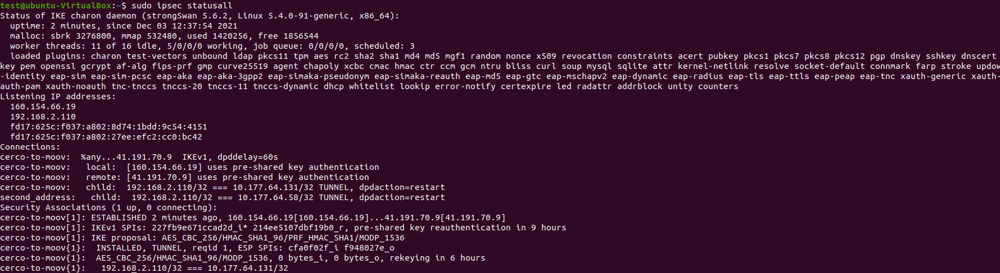 test@ubuntu-VirtualBox:~$ sudo ipsec statusall
Status of IKE charon daemon (strongSwan 5.6.2, Linux 5.4.0-91-generic, x86_64):
  uptime: 2 minutes, since Dec 03 12:37:54 2021
  malloc: sbrk 3276800, mmap 532480, used 1420256, free 1856544
  worker threads: 11 of 16 idle, 5/0/0/0 working, job queue: 0/0/0/0, scheduled: 3
  loaded plugins: charon test-vectors unbound ldap pkcs11 tpm aes rc2 sha2 sha1 md4 md5 mgf1 random nonce x509 revocation constraints acert pubkey pkcs1 pkcs7 pkcs8 pkcs12 pgp dnskey sshkey dnscert
key pem openssl gcrypt af-alg fips-prf gmp curve25519 agent chapoly xcbc cmac hmac ctr ccm gcm ntru bliss curl soup mysql sqlite attr kernel-netlink resolve socket-default connmark farp stroke updow
-identity eap-sim eap-sim-pcsc eap-aka eap-aka-3gpp2 eap-simaka-pseudonym eap-simaka-reauth eap-md5 eap-gtc eap-mschapv2 eap-dynamic eap-radius eap-tls eap-ttls eap-peap eap-tnc xauth-generic xauth-
auth-pam xauth-noauth tnc-tnccs tnccs-20 tnccs-11 tnccs-dynamic dhcp whitelist lookip error-notify certexpire led radattr addrblock unity counters
Listening IP addresses:
  160.154.66.19
  192.168.2.110
  fd17:625c:f037:a802:8d74:1bdd:9c54:4151
  fd17:625c:f037:a802:27ee:efc2:cc0:bc42
Connections:
cerco-to-moov:  %any...41.191.70.9  IKEv1, dpddelay=60s
cerco-to-moov:   local:  [160.154.66.19] uses pre-shared key authentication
cerco-to-moov:   remote: [41.191.70.9] uses pre-shared key authentication
cerco-to-moov:   child:  192.168.2.110/32 === 10.177.64.131/32 TUNNEL, dpdaction=restart
second_address:   child:  192.168.2.110/32 === 10.177.64.58/32 TUNNEL, dpdaction=restart
Security Associations (1 up, 0 connecting):
cerco-to-moov[1]: ESTABLISHED 2 minutes ago, 160.154.66.19[160.154.66.19]...41.191.70.9[41.191.70.9]
cerco-to-moov[1]: IKEv1 SPIs: 227fb9e671ccad2d_i* 214ee5107dbf19b0_r, pre-shared key reauthentication in 9 hours
cerco-to-moov[1]: IKE proposal: AES_CBC_256/HMAC_SHA1_96/PRF_HMAC_SHA1/MODP_1536
cerco-to-moov{1}:  INSTALLED, TUNNEL, reqid 1, ESP SPIs: cfa0f02f_i f948027e_o
cerco-to-moov{1}:  AES_CBC_256/HMAC_SHA1_96/MODP_1536, 0 bytes_i, 0 bytes_o, rekeying in 6 hours
cerco-to-moov{1}:   192.168.2.110/32 === 10.177.64.131/32